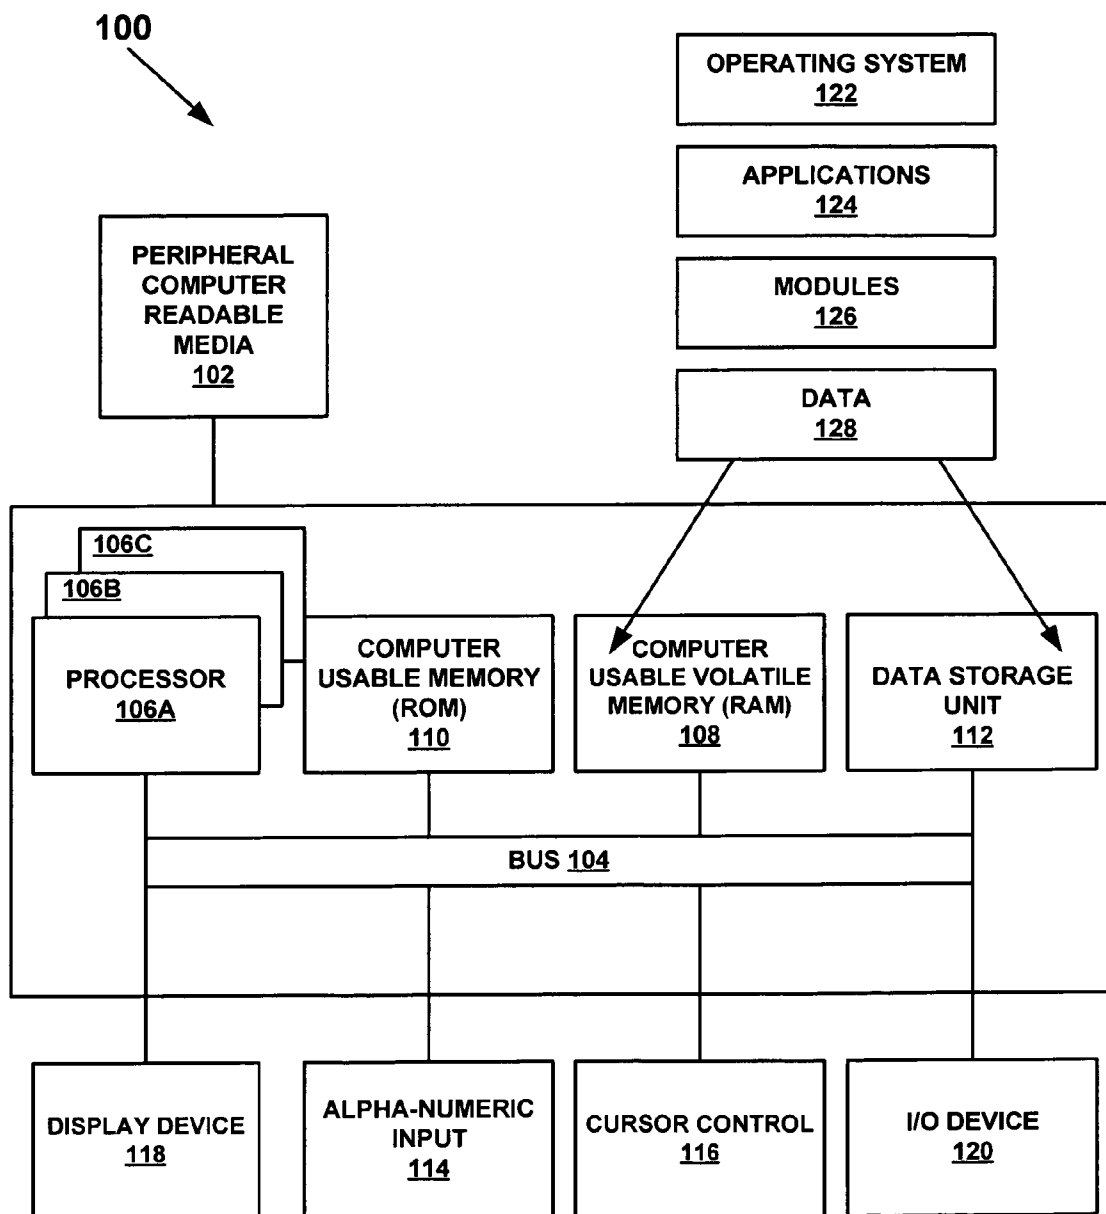 100
OPERATING SYSTEM
122
APPLICATIONS
124
MODULES
126
DATA
128
PERIPHERAL
COMPUTER
READABLE
MEDIA
102
106C
106B
PROCESSOR
106A
COMPUTER
USABLE MEMORY
(ROM)
110
COMPUTER
USABLE VOLATILE
MEMORY (RAM)
108
DATA STORAGE
UNIT
112
BUS 104
DISPLAY DEVICE
118
ALPHA-NUMERIC
INPUT
114
CURSOR CONTROL
116
I/O DEVICE
120